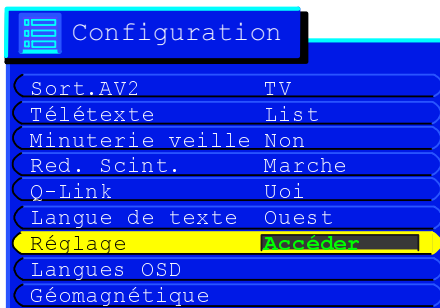 Configuration
Sort.AV2 TV
Télétexte List
Minuterie veille Non
Red. Scint. Marche
Q-Link Uoi
Langue de texte Ouest
Réglage Accéder
Langues OSD
Géomagnétique